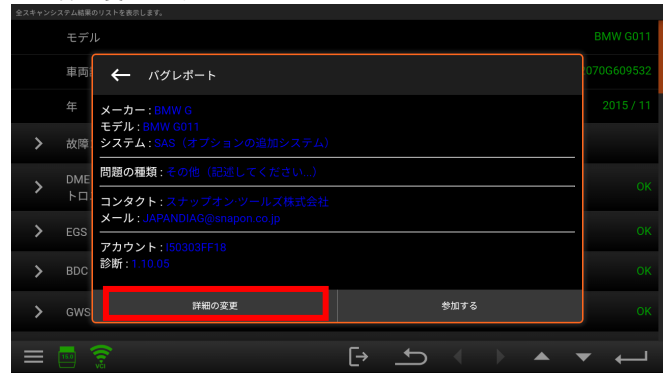 全スキャンシステム結果のリストを表示します。
モデル BMW G011
車両 2070G609532
年 2015 / 11
← バグレポート
メーカー : BMW G
モデル : BMW G011
システム : SAS（オプションの追加システム）
問題の種類 : その他（記述してください...）
コンタクト : スナップオン ツールズ株式会社
メール : JAPANDIAG@snapon.co.jp
アカウント : I50303FF18
診断 : 1.10.05
詳細の変更 参加する
故障
DME OK
トロ
EGS OK
BDC OK
GWS OK
VCI